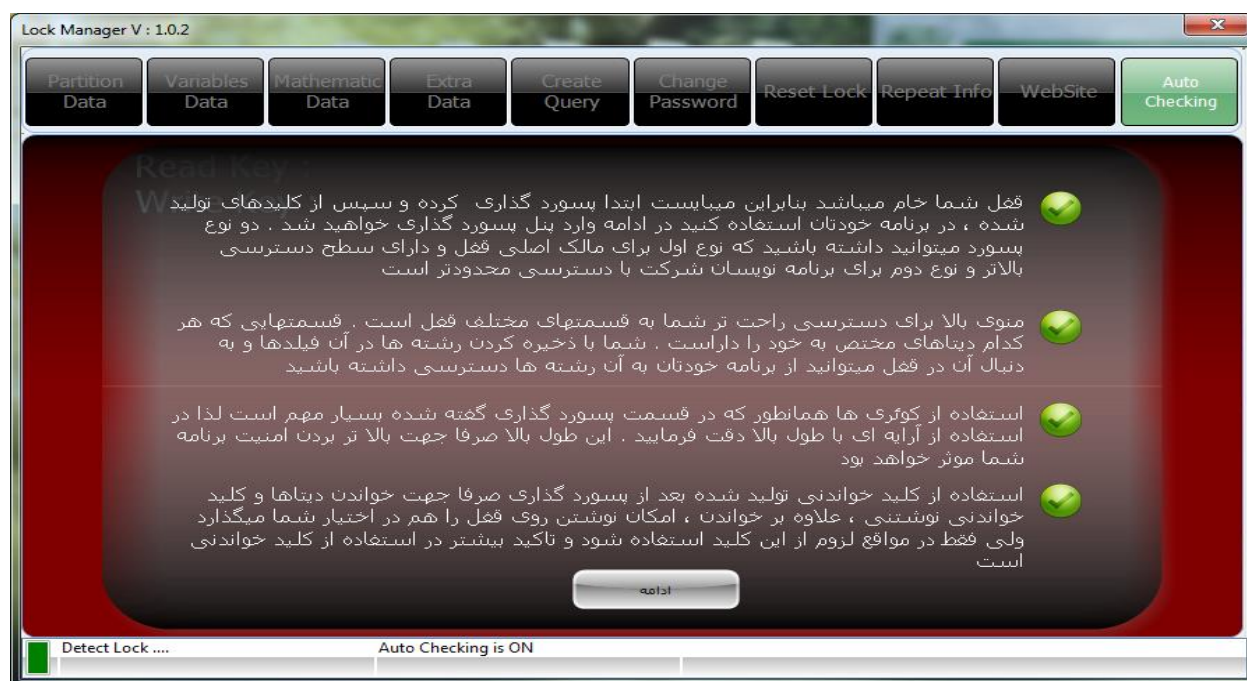 Lock Manager V : 1.0.2
Partition Data
Variables Data
Mathematic Data
Extra Data
Create Query
Change Password
Reset Lock
Repeat Info
WebSite
Auto Checking
Read Key :
Write Key
قفل شما خام میباشد بنابراین میبایست ابتدا پسورد گذاری کرده و سپس از کلیدهای تولید
شده ، در برنامه خودتان استفاده کنید در ادامه وارد پنل پسورد گذاری خواهید شد . دو نوع
پسورد میتوانید داشته باشید که نوع اول برای مالک اصلی قفل و دارای سطح دسترسی
بالاتر و نوع دوم برای برنامه نویسان شرکت با دسترسی محدودتر است
منوی بالا برای دسترسی راحت تر شما به قسمتهای مختلف قفل است . قسمتهایی که هر
کدام دیتاهای مختص به خود را داراست . شما با ذخیره کردن رشته ها در آن فیلدها و به
دنبال آن در قفل میتوانید از برنامه خودتان به آن رشته ها دسترسی داشته باشید
استفاده از کوئری ها همانطور که در قسمت پسورد گذاری گفته شده بسیار مهم است لذا در
استفاده از آرایه ای با طول بالا دقت فرمایید . این طول بالا صرفا جهت بالا تر بردن امنیت برنامه
شما موثر خواهد بود
استفاده از کلید خواندنی تولید شده بعد از پسورد گذاری صرفا جهت خواندن دیتاها و کلید
خواندنی نوشتنی ، علاوه بر خواندن ، امکان نوشتن روی قفل را هم در اختیار شما میگذارد
ولی فقط در مواقع لزوم از این کلید استفاده شود و تاکید بیشتر در استفاده از کلید خواندنی
است
ادامه
Detect Lock ....
Auto Checking is ON